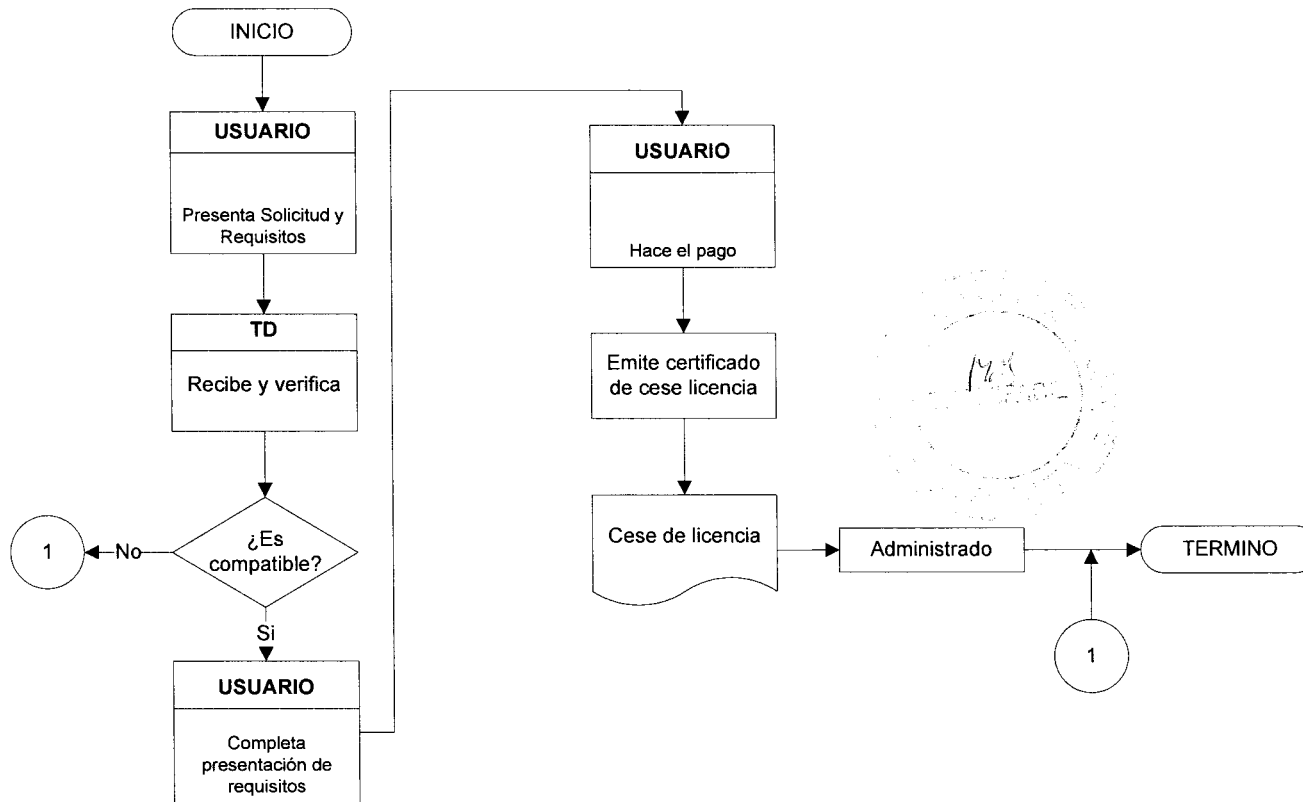 INICIO
USUARIO
Presenta Solicitud y
Requisitos
TD
Recibe y verifica
¿Es
compatible?
No
1
Si
USUARIO
Completa
presentación de
requisitos
USUARIO
Hace el pago
Emite certificado
de cese licencia
Cese de licencia
Administrado
TERMINO
1